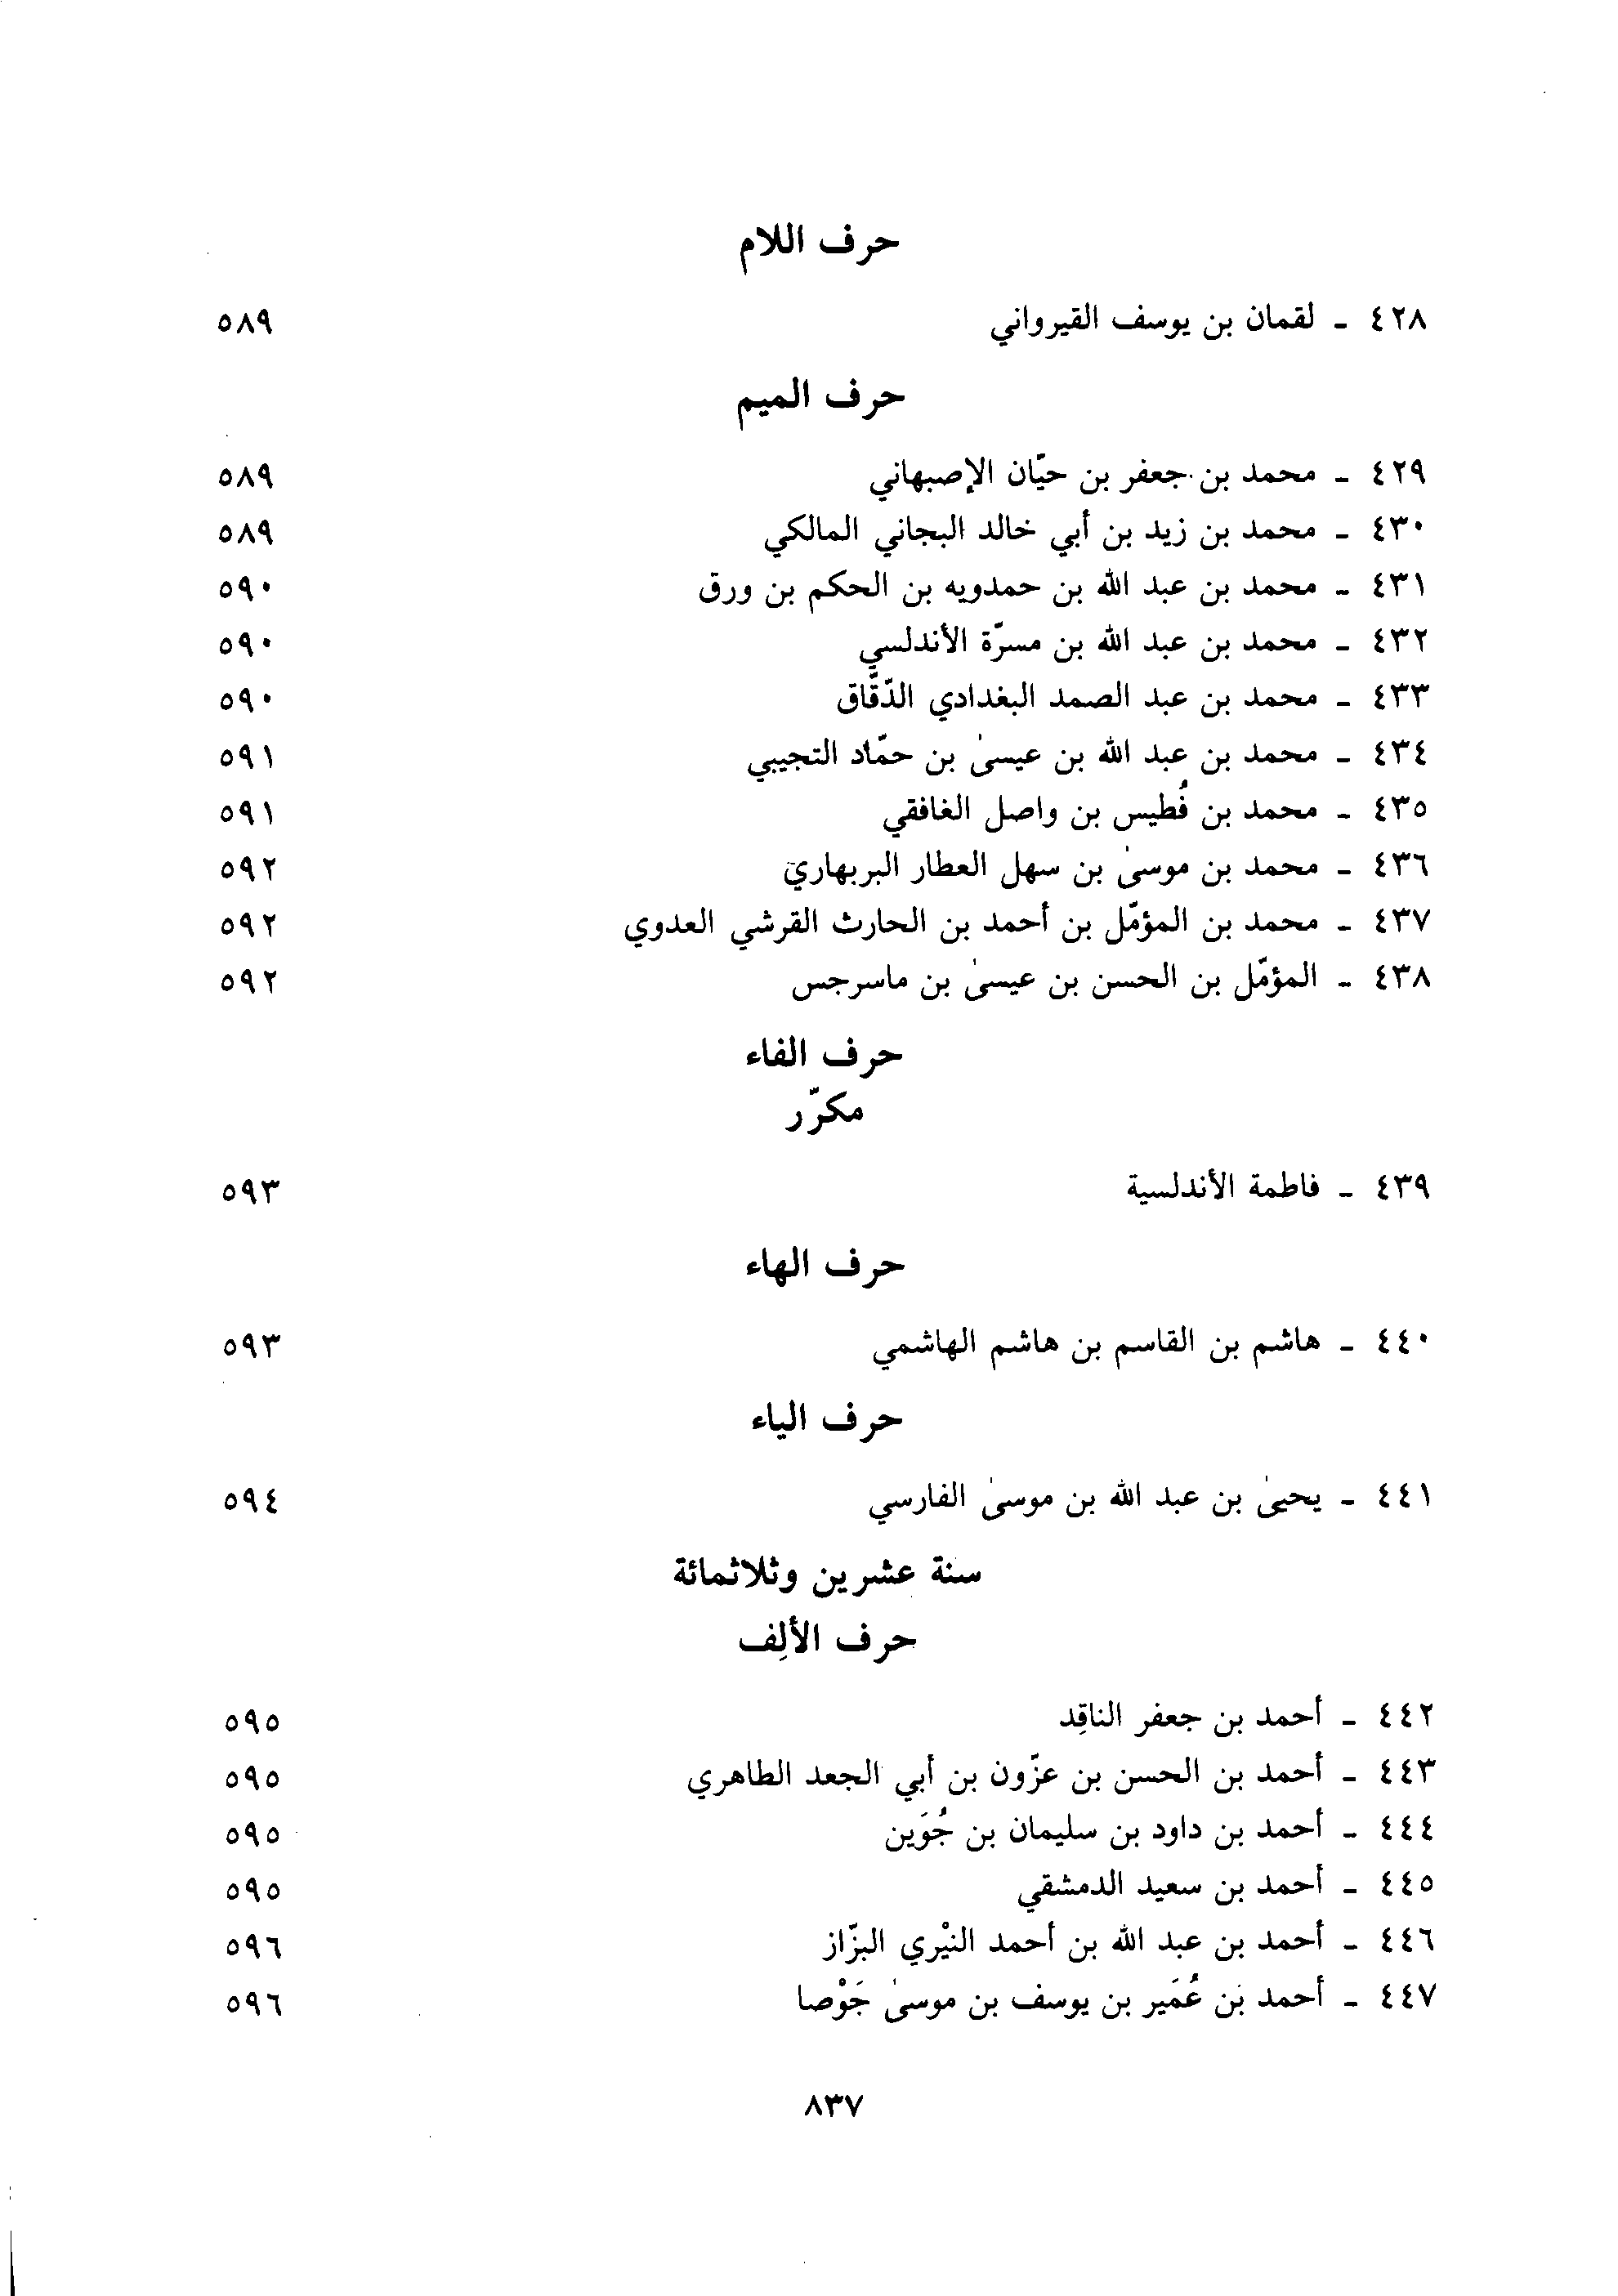 حرف اللام
٤٢٨ - لقمان بن يوسف القيرواني ٥٨٩
حرف الميم
٤٢٩ - محمد بن جعفر بن حيّان الإصبهاني ٥٨٩
٤٣٠ - محمد بن زيد بن أبي خالد البجاني المالكي ٥٨٩
٤٣١ - محمد بن عبد الله بن حمدويه بن الحكم بن ورق ٥٩٠
٤٣٢ - محمد بن عبد الله بن مسرّة الأندلسي ٥٩٠
٤٣٣ - محمد بن عبد الصمد البغدادي الدّقّاق ٥٩٠
٤٣٤ - محمد بن عبد الله بن عيسىٰ بن حمّاد التجيبي ٥٩١
٤٣٥ - محمد بن فُطيس بن واصل الغافقي ٥٩١
٤٣٦ - محمد بن موسىٰ بن سهل العطار البربهاري ٥٩٢
٤٣٧ - محمد بن المؤمّل بن أحمد بن الحارث القرشي العدوي ٥٩٢
٤٣٨ - المؤمّل بن الحسن بن عيسىٰ بن ماسرجس ٥٩٢
حرف الفاء
مكرّر
٤٣٩ - فاطمة الأندلسية ٥٩٣
حرف الهاء
٤٤٠ - هاشم بن القاسم بن هاشم الهاشمي ٥٩٣
حرف الياء
٤٤١ - يحيىٰ بن عبد الله بن موسىٰ الفارسي ٥٩٤
سنة عشرين وثلاثمائة
حرف الألِف
٤٤٢ - أحمد بن جعفر الناقِد ٥٩٥
٤٤٣ - أحمد بن الحسن بن عزّون بن أبي الجعد الطاهري ٥٩٥
٤٤٤ - أحمد بن داود بن سليمان بن جُوَين ٥٩٥
٤٤٥ - أحمد بن سعيد الدمشقي ٥٩٥
٤٤٦ - أحمد بن عبد الله بن أحمد النيْري البزّاز ٥٩٦
٤٤٧ - أحمد بن عُمَير بن يوسف بن موسىٰ جَوْصا ٥٩٦
٨٣٧